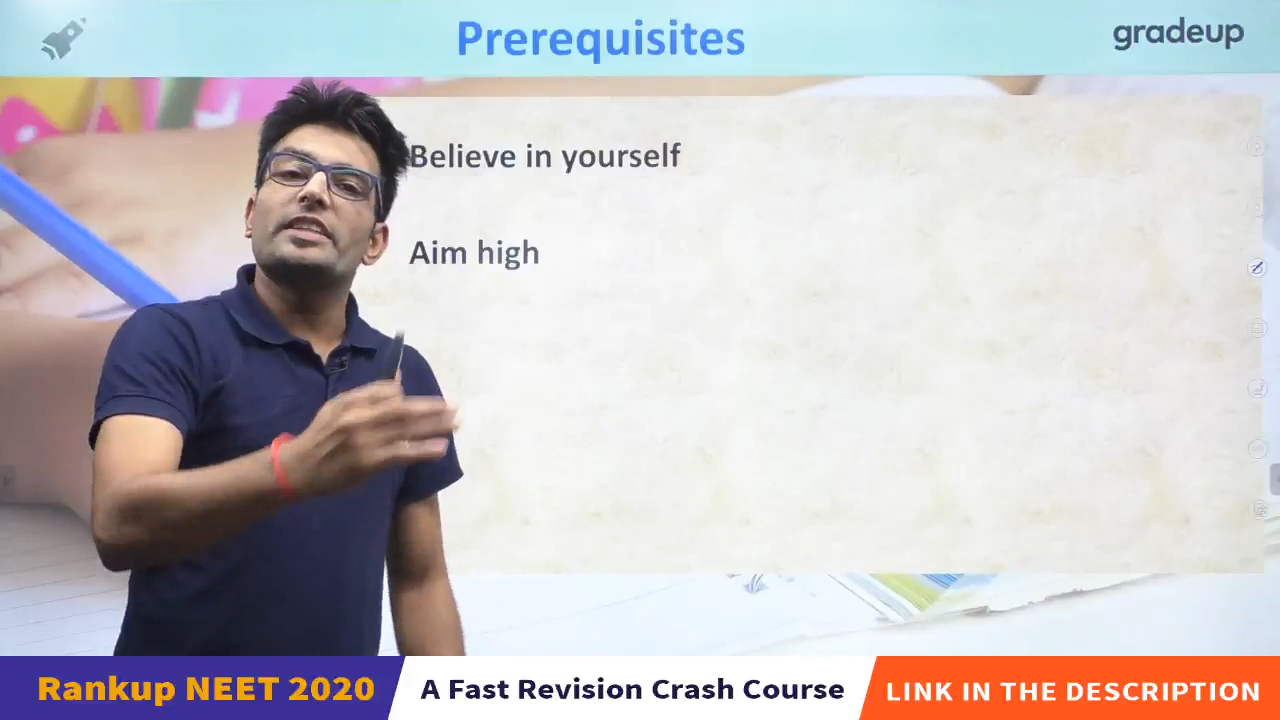 Prerequisites
gradeup
Believe in yourself
Aim high
Rankup NEET 2020
A Fast Revision Crash Course
LINK IN THE DESCRIPTION